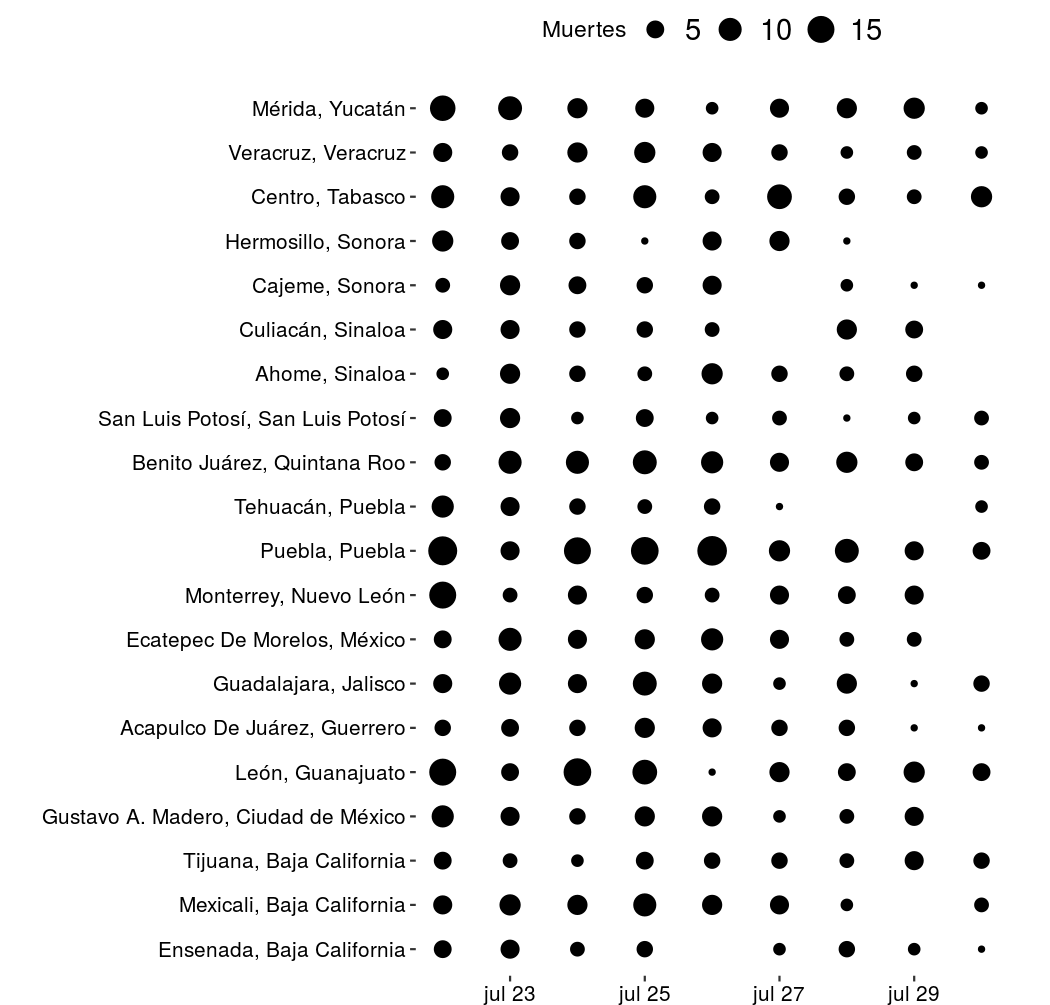 Muertes 5 10 15
Mérida, Yucatán
Veracruz, Veracruz
Centro, Tabasco
Hermosillo, Sonora
Cajeme, Sonora
Culiacán, Sinaloa
Ahome, Sinaloa
San Luis Potosí, San Luis Potosí
Benito Juárez, Quintana Roo
Tehuacán, Puebla
Puebla, Puebla
Monterrey, Nuevo León
Ecatepec De Morelos, México
Guadalajara, Jalisco
Acapulco De Juárez, Guerrero
León, Guanajuato
Gustavo A. Madero, Ciudad de México
Tijuana, Baja California
Mexicali, Baja California
Ensenada, Baja California
jul 23 jul 25 jul 27 jul 29